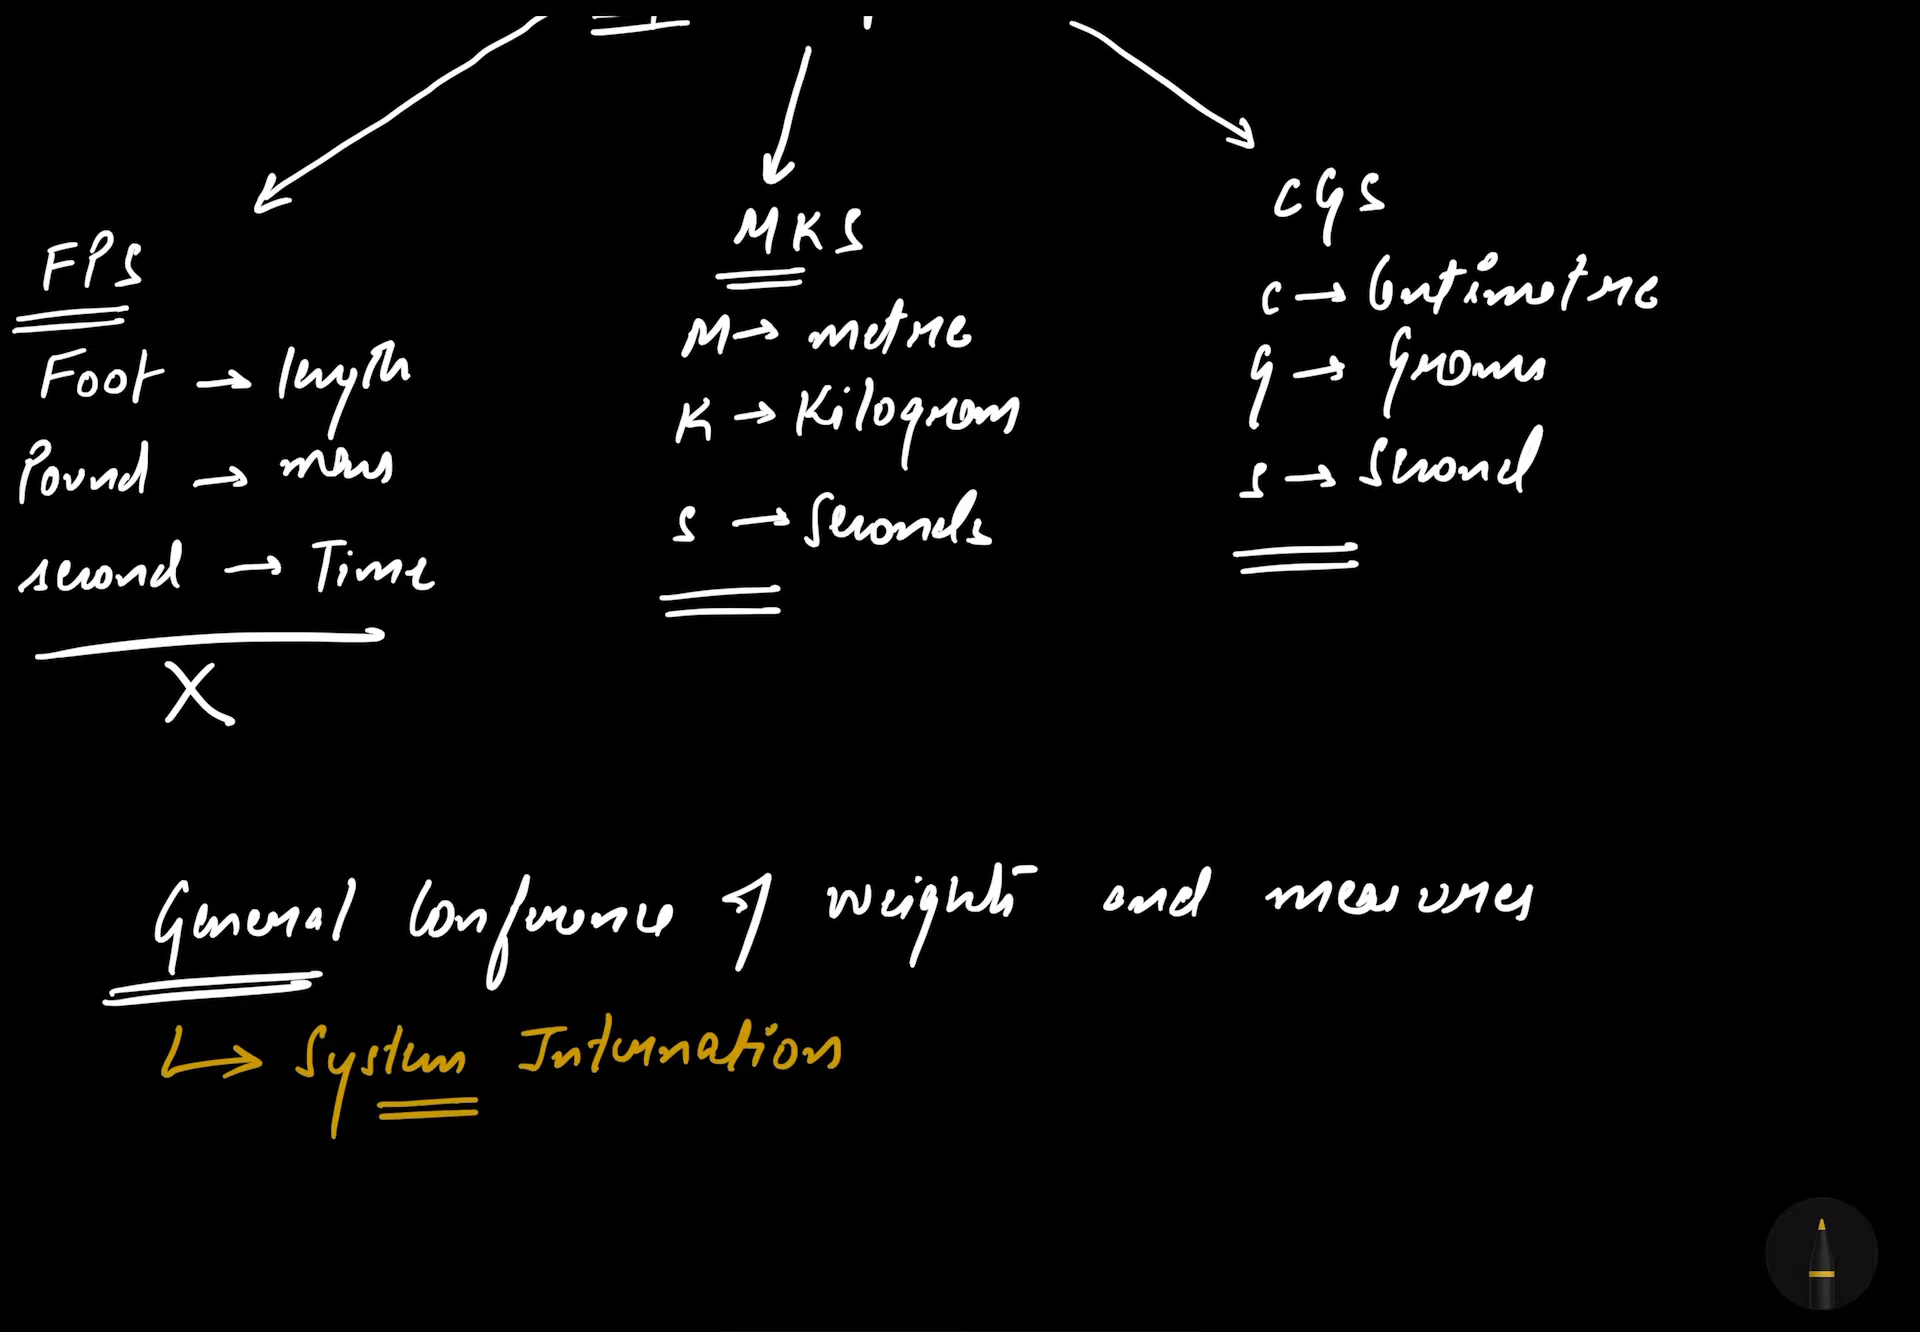 FPS
Foot → length
Pound → mass
second → Time
X
MKS
M → metre
K → Kilogram
S → Seconds
CGS
C → Centimetre
G → Grams
S → Second
General Conference of weights and measures
↳ System Internation